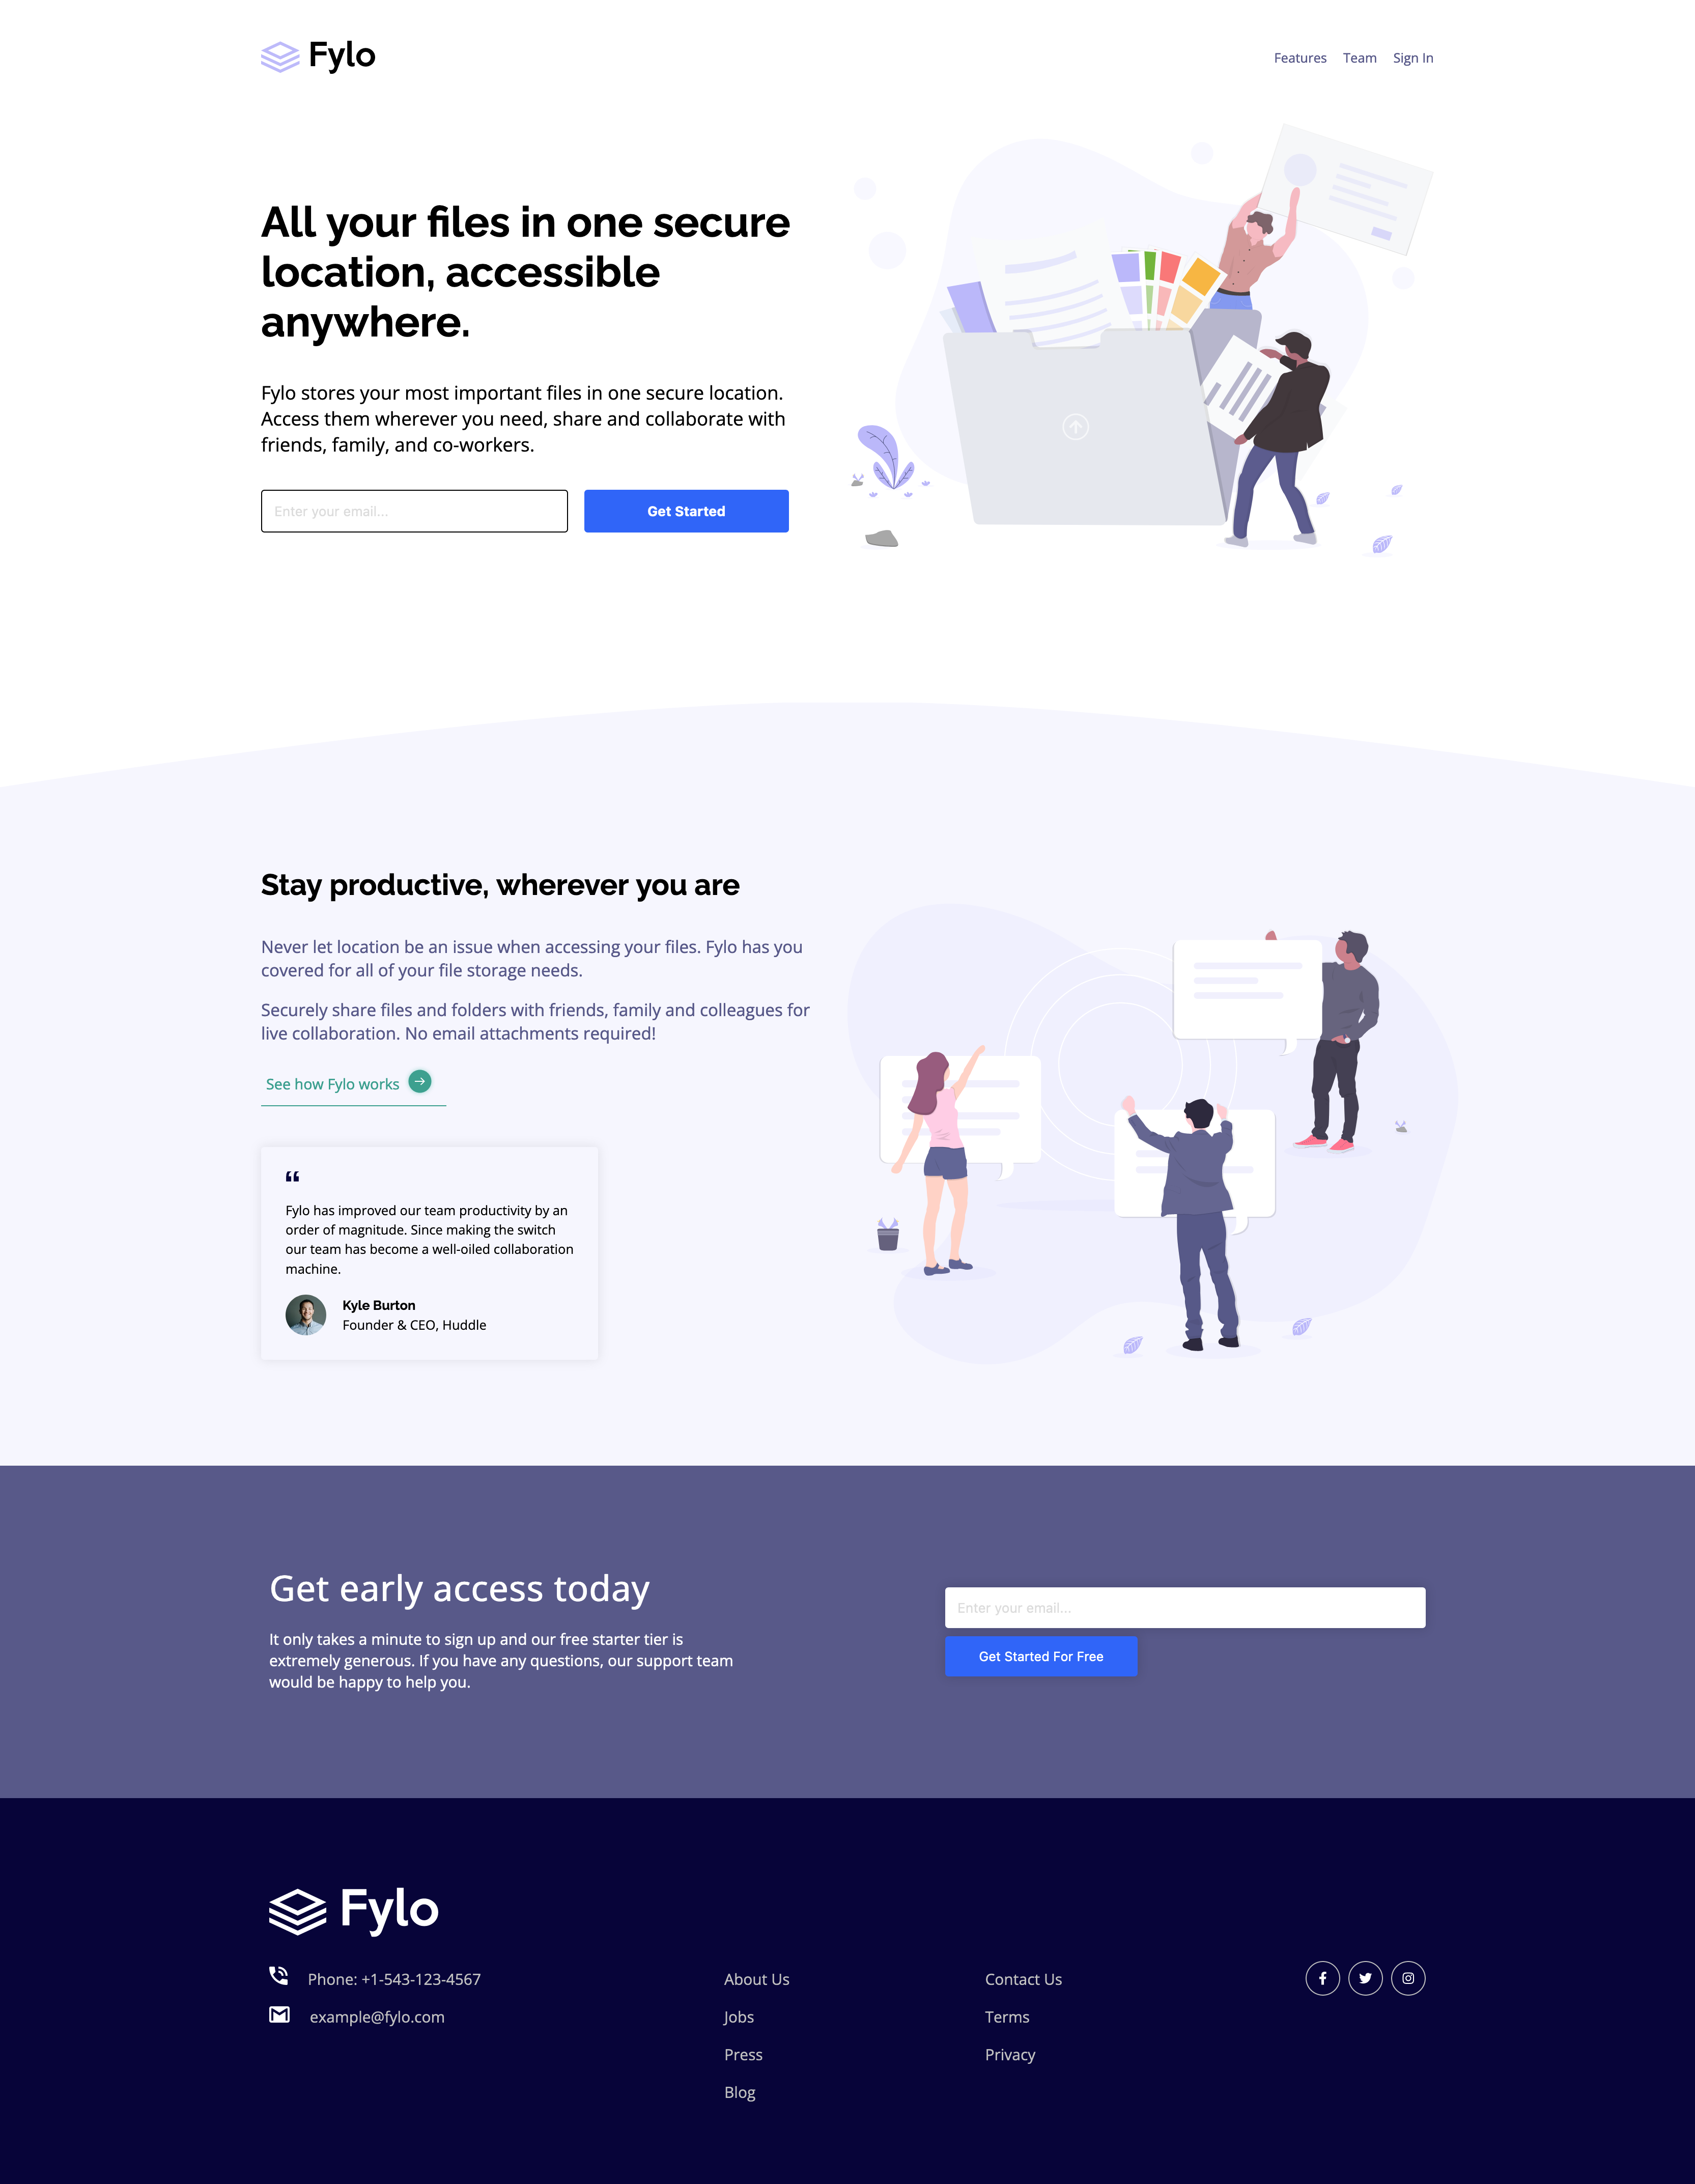 Fylo
Features Team Sign In
All your files in one secure
location, accessible
anywhere.
Fylo stores your most important files in one secure location.
Access them wherever you need, share and collaborate with
friends, family, and co-workers.
Enter your email...
Get Started
Stay productive, wherever you are
Never let location be an issue when accessing your files. Fylo has you
covered for all of your file storage needs.
Securely share files and folders with friends, family and colleagues for
live collaboration. No email attachments required!
See how Fylo works
“
Fylo has improved our team productivity by an
order of magnitude. Since making the switch
our team has become a well-oiled collaboration
machine.
Kyle Burton
Founder & CEO, Huddle
Get early access today
It only takes a minute to sign up and our free starter tier is
extremely generous. If you have any questions, our support team
would be happy to help you.
Enter your email...
Get Started For Free
Fylo
Phone: +1-543-123-4567
example@fylo.com
About Us
Jobs
Press
Blog
Contact Us
Terms
Privacy